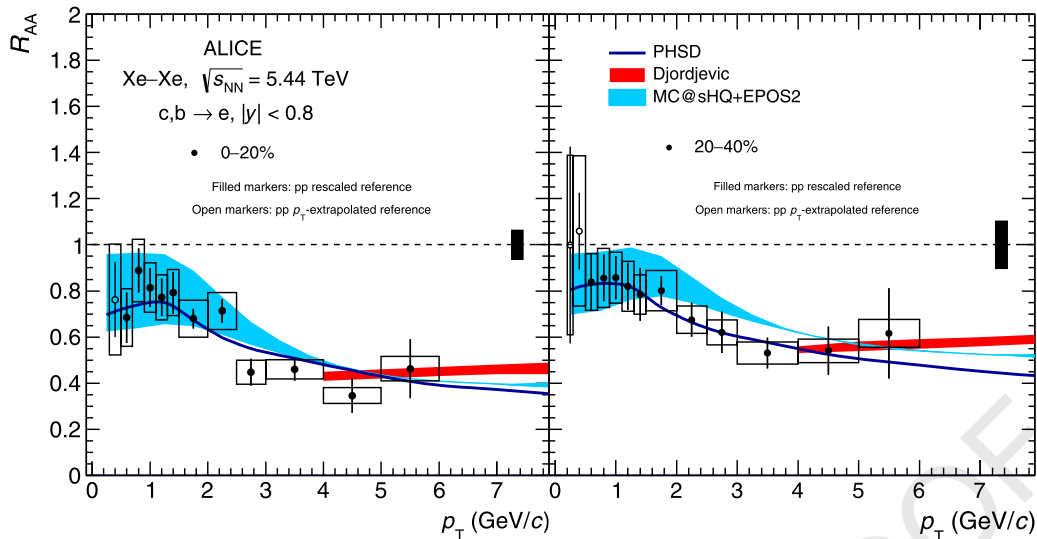 R_AA
2
1.8
1.6
1.4
1.2
1
0.8
0.6
0.4
0.2
0
ALICE
Xe–Xe, √s_NN = 5.44 TeV
c,b → e, |y| < 0.8
0–20%
Filled markers: pp rescaled reference
Open markers: pp p_T-extrapolated reference
0 1 2 3 4 5 6 7
p_T (GeV/c)
PHSD
Djordjevic
MC@sHQ+EPOS2
20–40%
Filled markers: pp rescaled reference
Open markers: pp p_T-extrapolated reference
0 1 2 3 4 5 6 7
p_T (GeV/c)